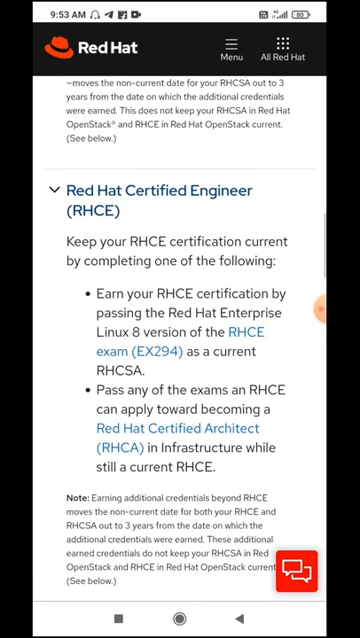 9:53 AM
4G
80
Red Hat
Menu
All Red Hat
–moves the non-current date for your RHCSA out to 3
years from the date on which the additional credentials
were earned. This does not keep your RHCSA in Red Hat
OpenStack® and RHCE in Red Hat OpenStack current.
(See below.)
Red Hat Certified Engineer
(RHCE)
Keep your RHCE certification current
by completing one of the following:
• Earn your RHCE certification by
passing the Red Hat Enterprise
Linux 8 version of the RHCE
exam (EX294) as a current
RHCSA.
• Pass any of the exams an RHCE
can apply toward becoming a
Red Hat Certified Architect
(RHCA) in Infrastructure while
still a current RHCE.
Note: Earning additional credentials beyond RHCE
moves the non-current date for both your RHCE and
RHCSA out to 3 years from the date on which the
additional credentials were earned. These additional
earned credentials do not keep your RHCSA in Red
OpenStack and RHCE in Red Hat OpenStack current
(See below.)